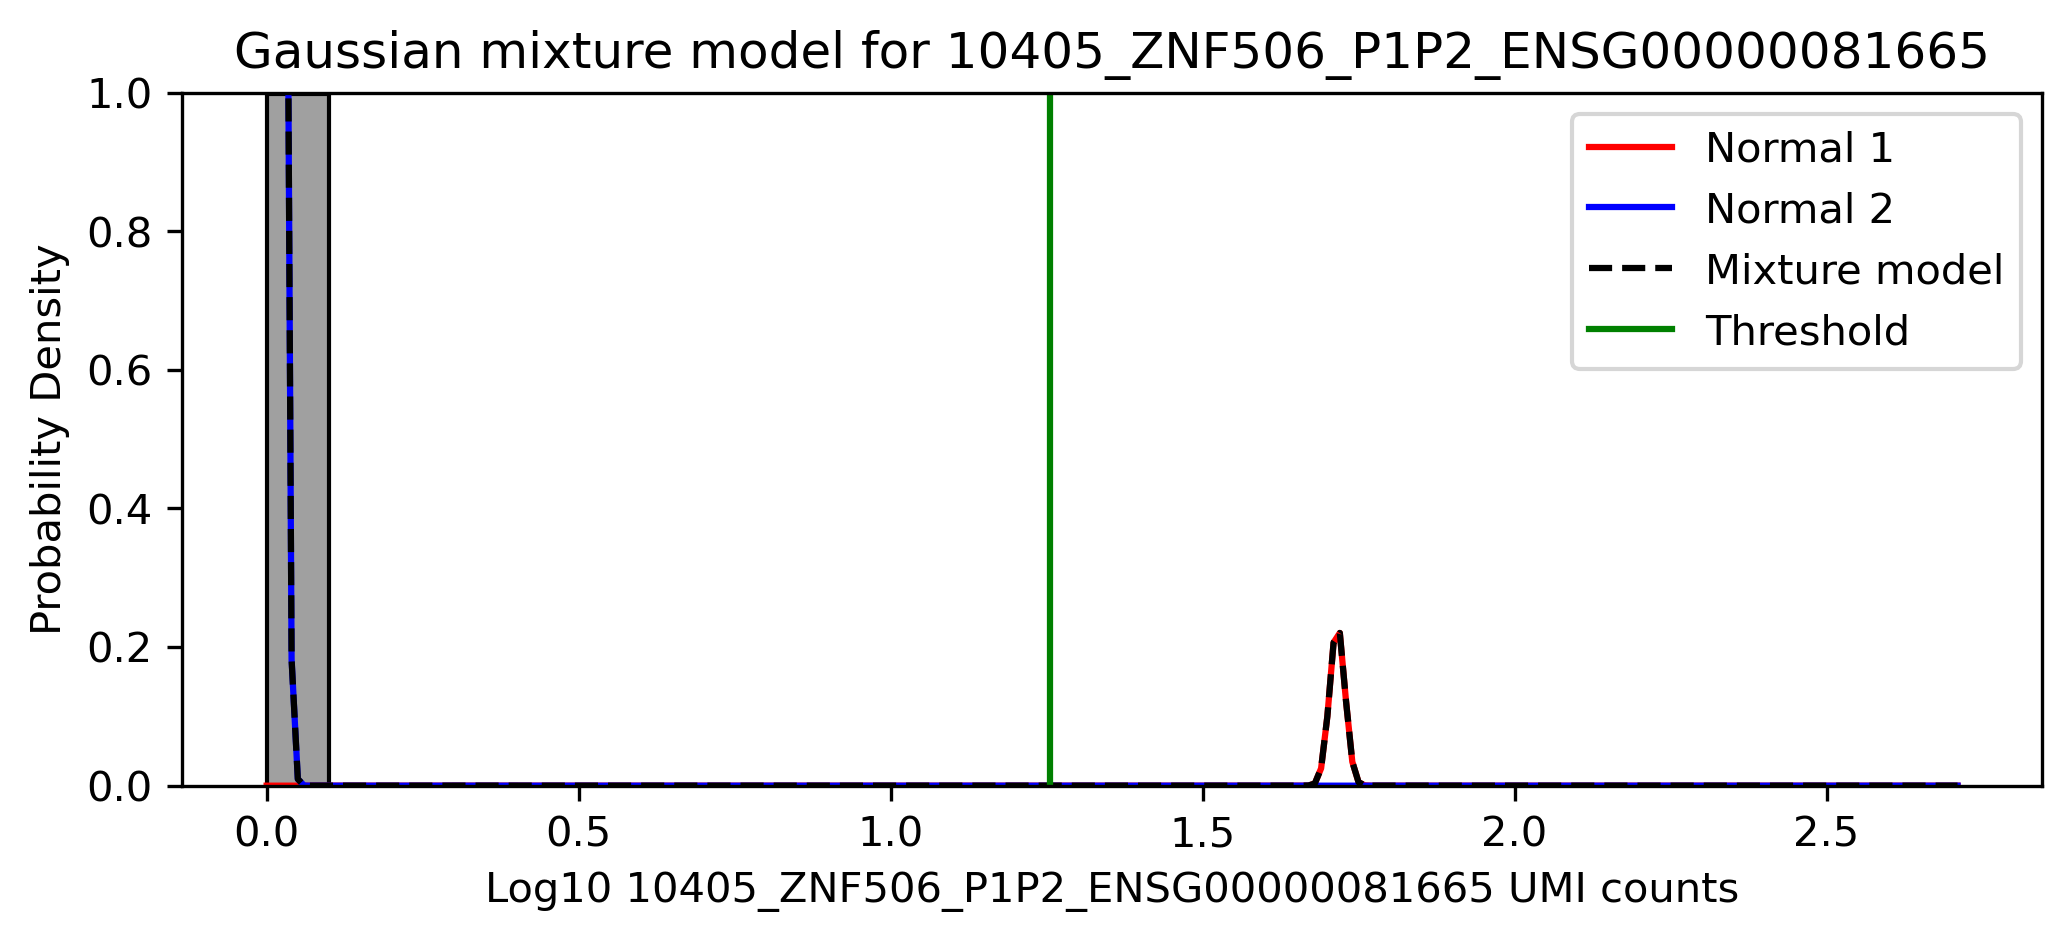 Gaussian mixture model for 10405_ZNF506_P1P2_ENSG00000081665
Probability Density
1.0
0.8
0.6
0.4
0.2
0.0
Normal 1
Normal 2
Mixture model
Threshold
0.0 0.5 1.0 1.5 2.0 2.5
Log10 10405_ZNF506_P1P2_ENSG00000081665 UMI counts